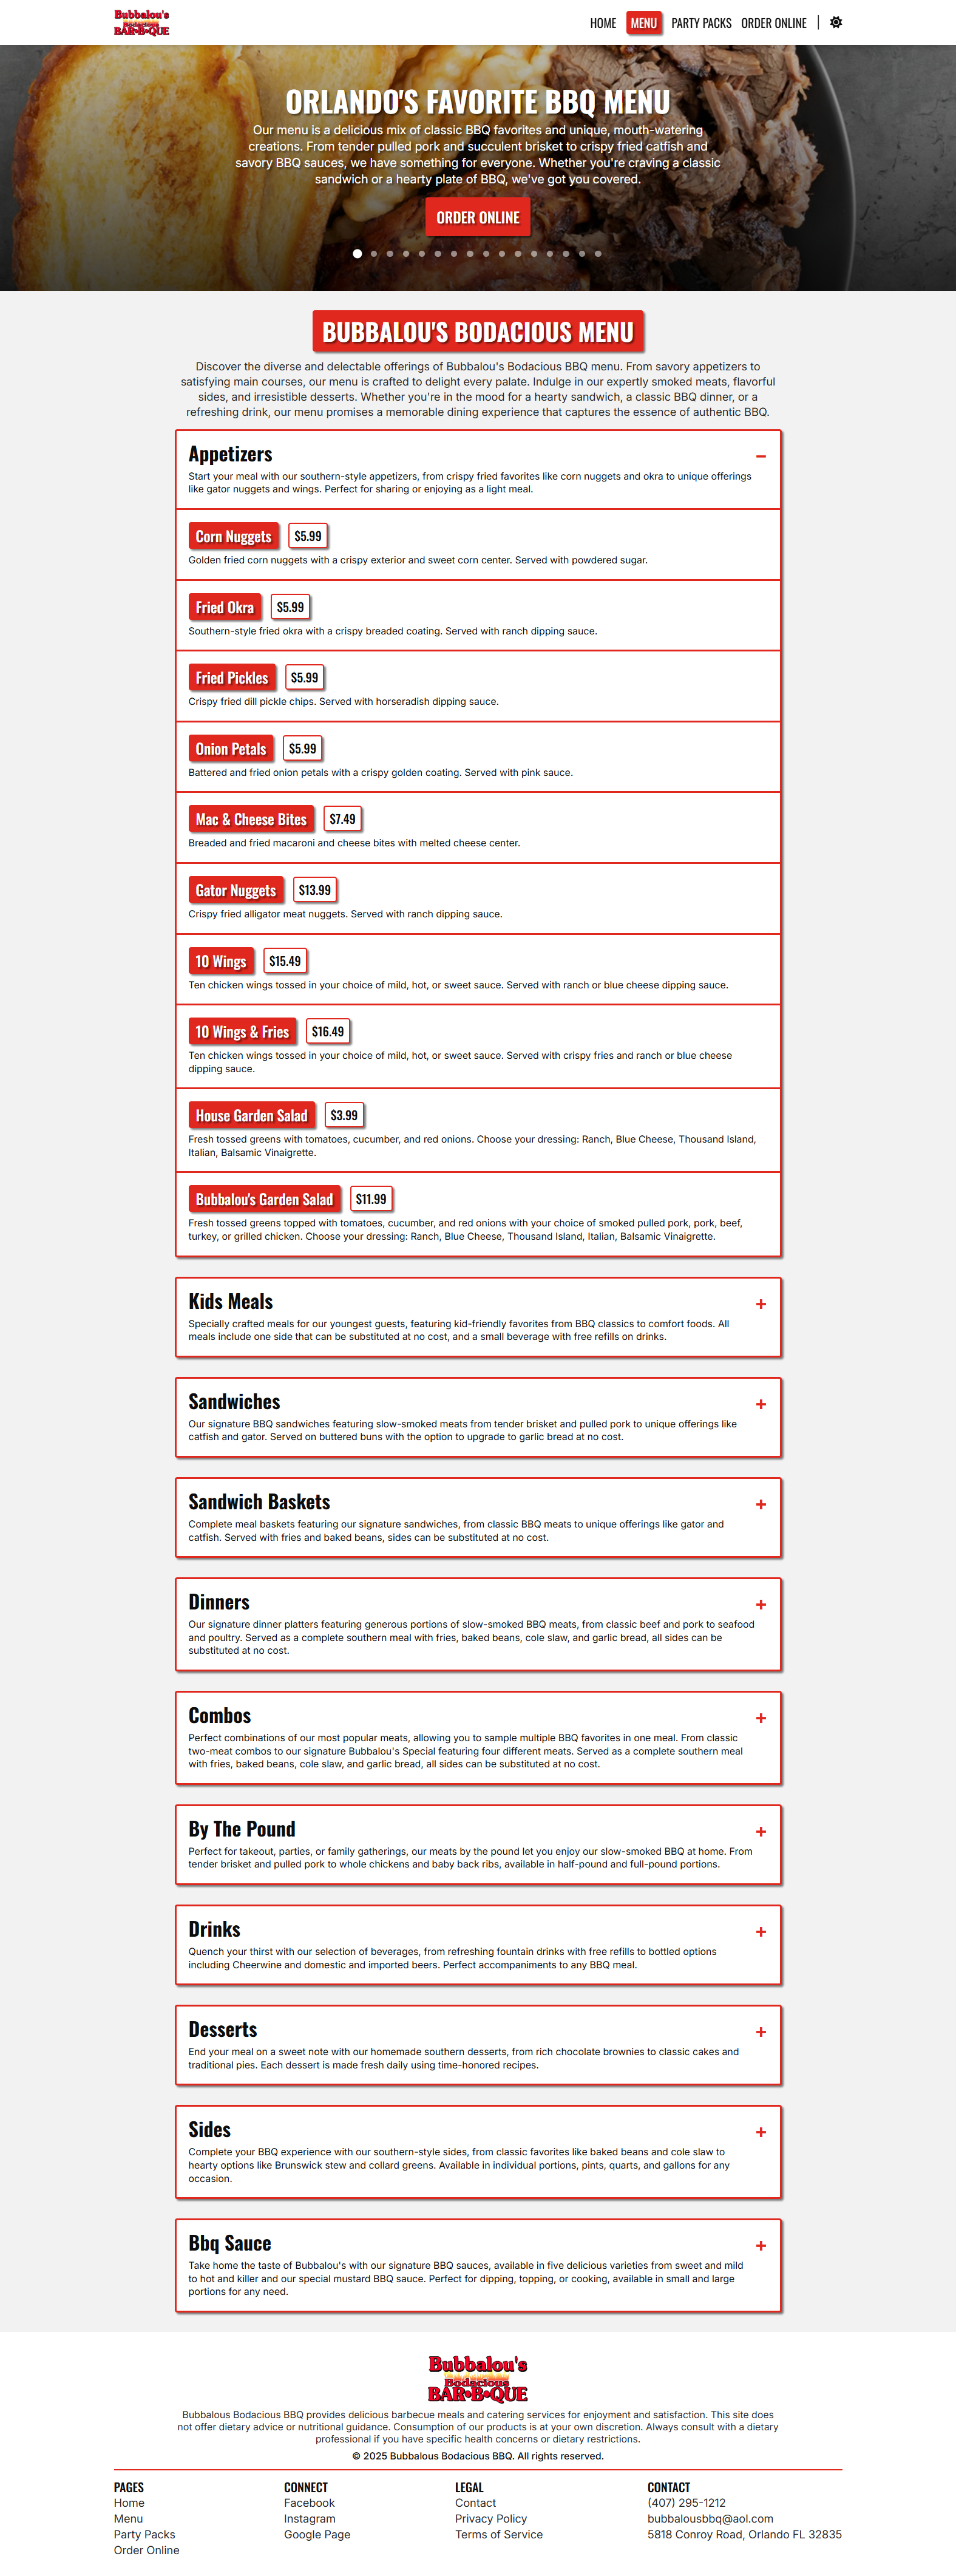 Bubbalou's
Bodacious
BAR•B•QUE
HOME MENU PARTY PACKS ORDER ONLINE
ORLANDO'S FAVORITE BBQ MENU
Our menu is a delicious mix of classic BBQ favorites and unique, mouth-watering
creations. From tender pulled pork and succulent brisket to crispy fried catfish and
savory BBQ sauces, we have something for everyone. Whether you're craving a classic
sandwich or a hearty plate of BBQ, we've got you covered.
ORDER ONLINE
BUBBALOU'S BODACIOUS MENU
Discover the diverse and delectable offerings of Bubbalou's Bodacious BBQ menu. From savory appetizers to
satisfying main courses, our menu is crafted to delight every palate. Indulge in our expertly smoked meats, flavorful
sides, and irresistible desserts. Whether you're in the mood for a hearty sandwich, a classic BBQ dinner, or a
refreshing drink, our menu promises a memorable dining experience that captures the essence of authentic BBQ.
Appetizers −
Start your meal with our southern-style appetizers, from crispy fried favorites like corn nuggets and okra to unique offerings
like gator nuggets and wings. Perfect for sharing or enjoying as a light meal.
Corn Nuggets $5.99
Golden fried corn nuggets with a crispy exterior and sweet corn center. Served with powdered sugar.
Fried Okra $5.99
Southern-style fried okra with a crispy breaded coating. Served with ranch dipping sauce.
Fried Pickles $5.99
Crispy fried dill pickle chips. Served with horseradish dipping sauce.
Onion Petals $5.99
Battered and fried onion petals with a crispy golden coating. Served with pink sauce.
Mac & Cheese Bites $7.49
Breaded and fried macaroni and cheese bites with melted cheese center.
Gator Nuggets $13.99
Crispy fried alligator meat nuggets. Served with ranch dipping sauce.
10 Wings $15.49
Ten chicken wings tossed in your choice of mild, hot, or sweet sauce. Served with ranch or blue cheese dipping sauce.
10 Wings & Fries $16.49
Ten chicken wings tossed in your choice of mild, hot, or sweet sauce. Served with crispy fries and ranch or blue cheese
dipping sauce.
House Garden Salad $3.99
Fresh tossed greens with tomatoes, cucumber, and red onions. Choose your dressing: Ranch, Blue Cheese, Thousand Island,
Italian, Balsamic Vinaigrette.
Bubbalou's Garden Salad $11.99
Fresh tossed greens topped with tomatoes, cucumber, and red onions with your choice of smoked pulled pork, pork, beef,
turkey, or grilled chicken. Choose your dressing: Ranch, Blue Cheese, Thousand Island, Italian, Balsamic Vinaigrette.
Kids Meals +
Specially crafted meals for our youngest guests, featuring kid-friendly favorites from BBQ classics to comfort foods. All
meals include one side that can be substituted at no cost, and a small beverage with free refills on drinks.
Sandwiches +
Our signature BBQ sandwiches featuring slow-smoked meats from tender brisket and pulled pork to unique offerings like
catfish and gator. Served on buttered buns with the option to upgrade to garlic bread at no cost.
Sandwich Baskets +
Complete meal baskets featuring our signature sandwiches, from classic BBQ meats to unique offerings like gator and
catfish. Served with fries and baked beans, sides can be substituted at no cost.
Dinners +
Our signature dinner platters featuring generous portions of slow-smoked BBQ meats, from classic beef and pork to seafood
and poultry. Served as a complete southern meal with fries, baked beans, cole slaw, and garlic bread, all sides can be
substituted at no cost.
Combos +
Perfect combinations of our most popular meats, allowing you to sample multiple BBQ favorites in one meal. From classic
two-meat combos to our signature Bubbalou's Special featuring four different meats. Served as a complete southern meal
with fries, baked beans, cole slaw, and garlic bread, all sides can be substituted at no cost.
By The Pound +
Perfect for takeout, parties, or family gatherings, our meats by the pound let you enjoy our slow-smoked BBQ at home. From
tender brisket and pulled pork to whole chickens and baby back ribs, available in half-pound and full-pound portions.
Drinks +
Quench your thirst with our selection of beverages, from refreshing fountain drinks with free refills to bottled options
including Cheerwine and domestic and imported beers. Perfect accompaniments to any BBQ meal.
Desserts +
End your meal on a sweet note with our homemade southern desserts, from rich chocolate brownies to classic cakes and
traditional pies. Each dessert is made fresh daily using time-honored recipes.
Sides +
Complete your BBQ experience with our southern-style sides, from classic favorites like baked beans and cole slaw to
hearty options like Brunswick stew and collard greens. Available in individual portions, pints, quarts, and gallons for any
occasion.
Bbq Sauce +
Take home the taste of Bubbalou's with our signature BBQ sauces, available in five delicious varieties from sweet and mild
to hot and killer and our special mustard BBQ sauce. Perfect for dipping, topping, or cooking, available in small and large
portions for any need.
Bubbalou's
Bodacious
BAR•B•QUE
Bubbalous Bodacious BBQ provides delicious barbecue meals and catering services for enjoyment and satisfaction. This site does
not offer dietary advice or nutritional guidance. Consumption of our products is at your own discretion. Always consult with a dietary
professional if you have specific health concerns or dietary restrictions.
© 2025 Bubbalous Bodacious BBQ. All rights reserved.
PAGES
Home
Menu
Party Packs
Order Online
CONNECT
Facebook
Instagram
Google Page
LEGAL
Contact
Privacy Policy
Terms of Service
CONTACT
(407) 295-1212
bubbalousbbq@aol.com
5818 Conroy Road, Orlando FL 32835